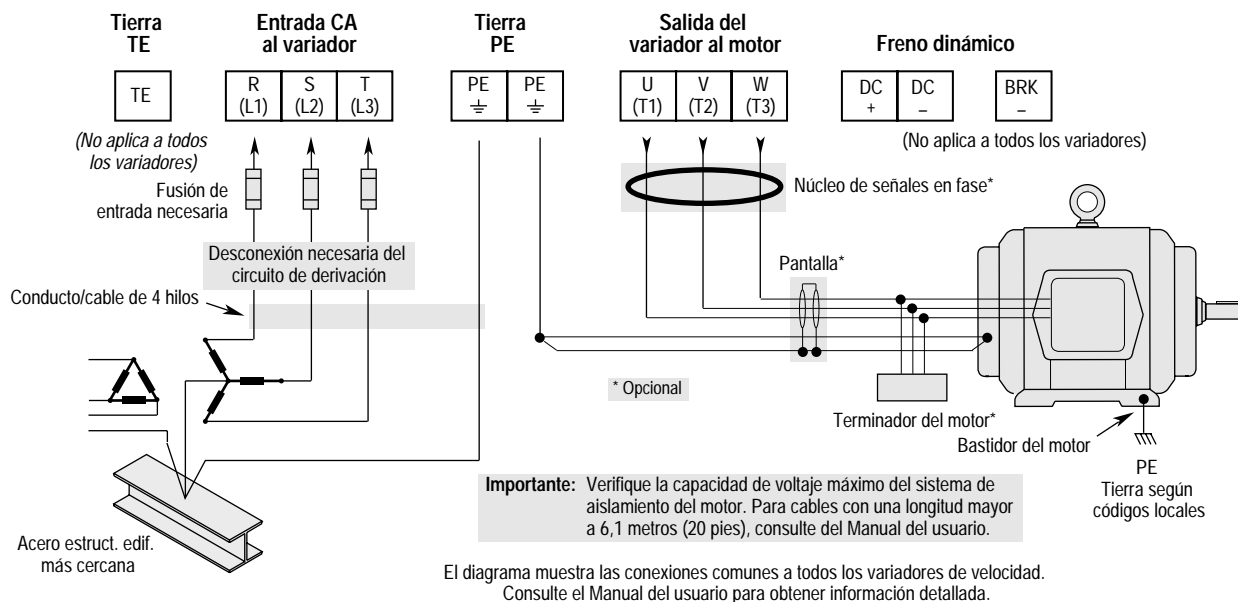 Tierra
TE
Entrada CA
al variador
Tierra
PE
Salida del
variador al motor
Freno dinámico
TE
R
(L1)
S
(L2)
T
(L3)
PE
PE
U
(T1)
V
(T2)
W
(T3)
DC
+
DC
–
BRK
–
(No aplica a todos
los variadores)
(No aplica a todos los variadores)
Fusión de
entrada necesaria
Núcleo de señales en fase*
Desconexión necesaria del
circuito de derivación
Pantalla*
Conducto/cable de 4 hilos
* Opcional
Terminador del motor*
Bastidor del motor
PE
Tierra según
códigos locales
Importante: Verifique la capacidad de voltaje máximo del sistema de
aislamiento del motor. Para cables con una longitud mayor
a 6,1 metros (20 pies), consulte del Manual del usuario.
Acero estruct. edif.
más cercana
El diagrama muestra las conexiones comunes a todos los variadores de velocidad.
Consulte el Manual del usuario para obtener información detallada.